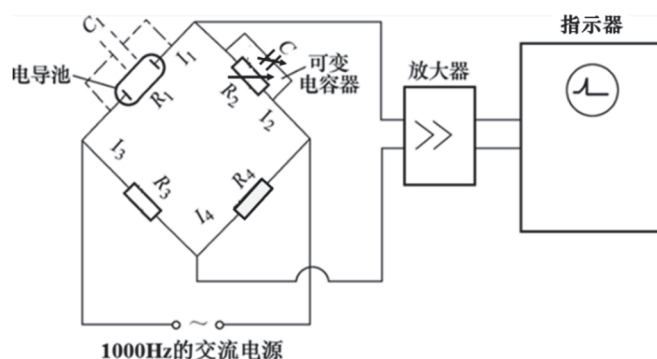 指示器
C₁
I₁
C
可变
电容器
放大器
电导池
R₁
R₂
I₂
I₃
R₃
I₄
R₄
~
1000Hz的交流电源